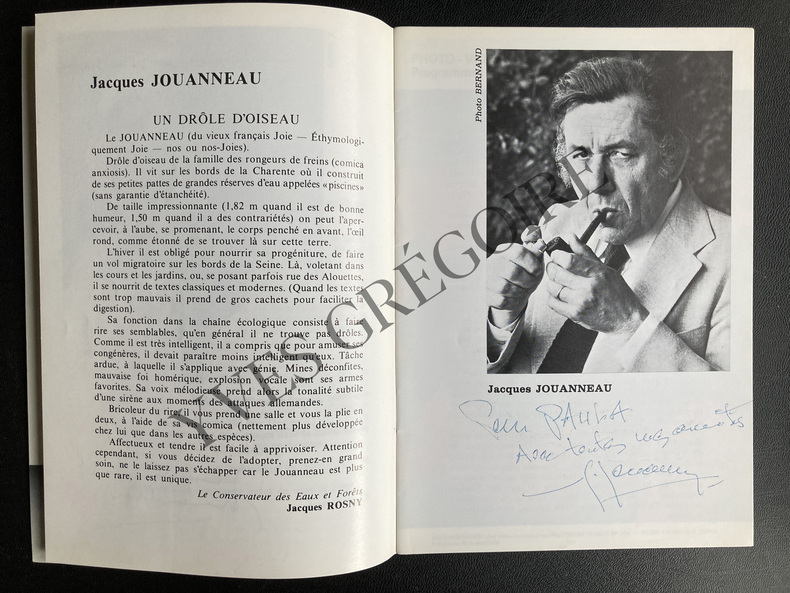 Jacques JOUANNEAU
UN DRÔLE D'OISEAU
Le JOUANNEAU (du vieux français Joie — Éthymologi-
quement Joie — nos ou nos-Joies).
Drôle d'oiseau de la famille des rongeurs de freins (comica
anxiosis). Il vit sur les bords de la Charente où il construit
de ses petites pattes de grandes réserves d'eau appelées «piscines»
(sans garantie d'étanchéité).
De taille impressionnante (1,82 m quand il est de bonne
humeur, 1,50 m quand il a des contrariétés) on peut l'aper-
cevoir, à l'aube, se promenant, le corps penché en avant, l'œil
rond, comme étonné de se trouver là sur cette terre.
L'hiver il est obligé pour nourrir sa progéniture, de faire
un vol migratoire sur les bords de la Seine. Là, voletant dans
les cours et les jardins, ou, se posant parfois rue des Alouettes,
il se nourrit de textes classiques et modernes. (Quand les textes
sont trop mauvais il prend de gros cachets pour faciliter la
digestion).
Sa fonction dans la chaîne écologique consiste à faire
rire ses semblables, qu'en général il ne trouve pas drôles.
Comme il est très intelligent, il a compris que pour amuser ses
congénères, il devait paraître moins intelligent qu'eux. Tâche
ardue, à laquelle il s'applique avec génie. Mines déconfites,
mauvaise foi homérique, explosion vocale sont ses armes
favorites. Sa voix mélodieuse prend alors la tonalité subtile
d'une sirène aux moments des attaques allemandes.
Bricoleur du rire il vous prend une salle et vous la plie en
deux, à l'aide de sa vis comica (nettement plus développée
chez lui que dans les autres espèces).
Affectueux et tendre il est facile à apprivoiser. Attention
cependant, si vous décidez de l'adopter, prenez-en grand
soin, ne le laissez pas s'échapper car le Jouanneau est plus
que rare, il est unique.
Le Conservateur des Eaux et Forêts
Jacques ROSNY
Photo BERNAND
Jacques JOUANNEAU
Pour
Avec toutes mes amitiés
J. Jouanneau
YVES GRÉGOIRE